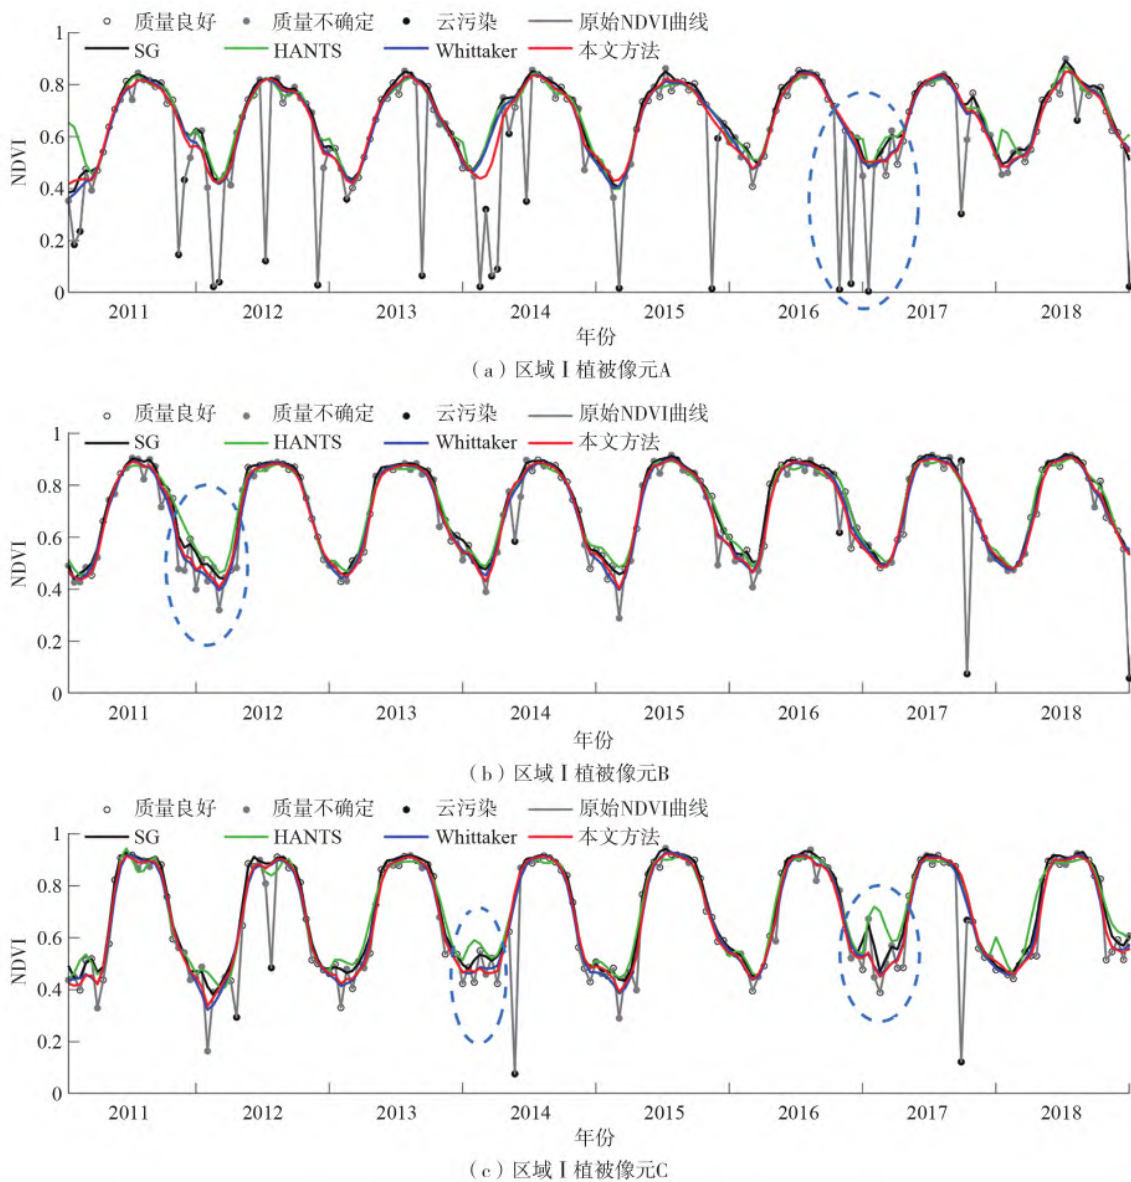 质量良好 质量不确定 云污染 原始NDVI曲线
SG HANTS Whittaker 本文方法
1
0.8
0.6
0.4
0.2
0
NDVI
2011 2012 2013 2014 2015 2016 2017 2018
年份
(a)区域Ⅰ植被像元A
质量良好 质量不确定 云污染 原始NDVI曲线
SG HANTS Whittaker 本文方法
1
0.8
0.6
0.4
0.2
0
NDVI
2011 2012 2013 2014 2015 2016 2017 2018
年份
(b)区域Ⅰ植被像元B
质量良好 质量不确定 云污染 原始NDVI曲线
SG HANTS Whittaker 本文方法
1
0.8
0.6
0.4
0.2
0
NDVI
2011 2012 2013 2014 2015 2016 2017 2018
年份
(c)区域Ⅰ植被像元C